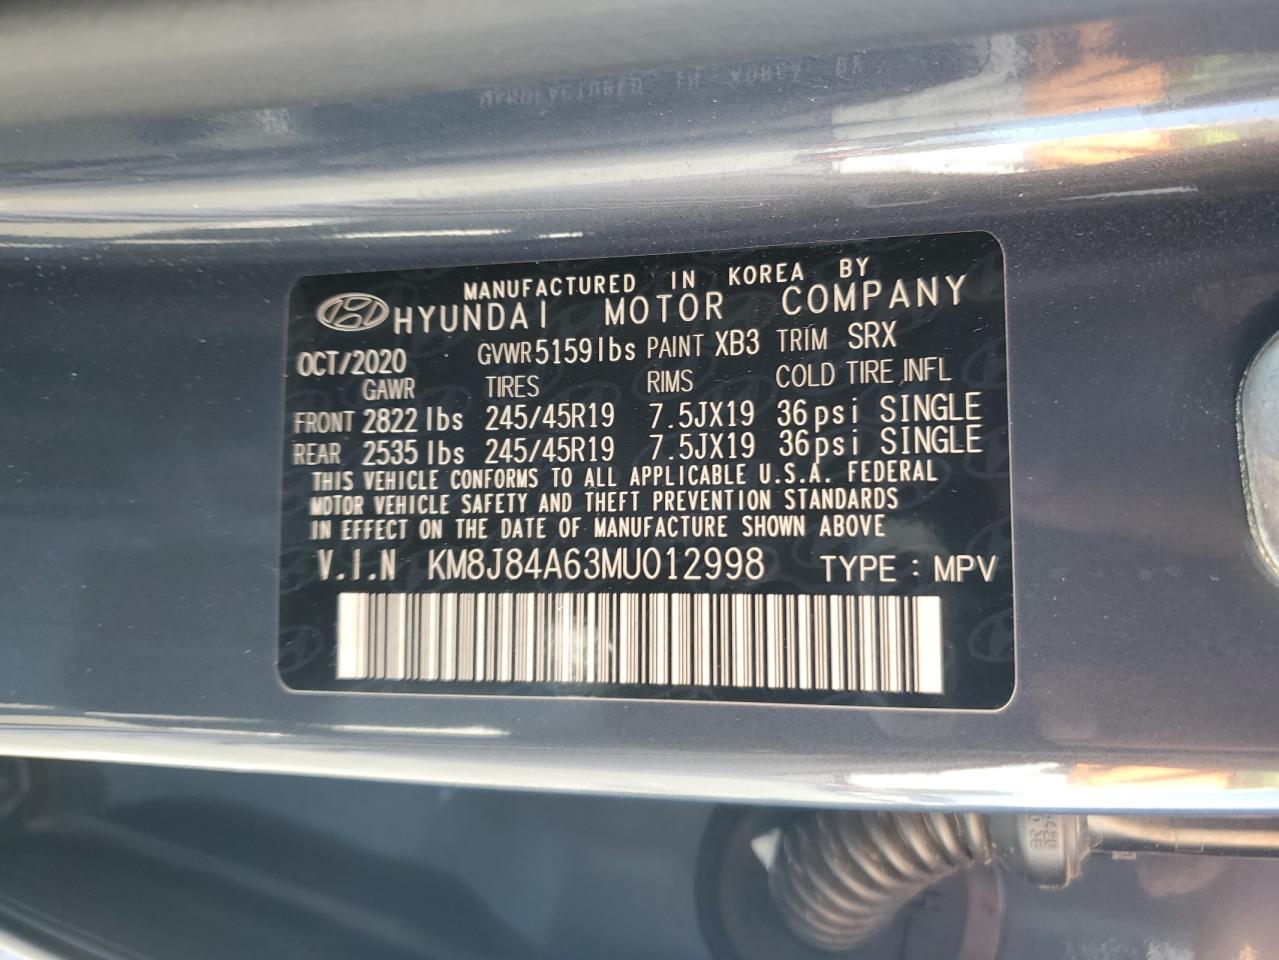 MANUFACTURED IN KOREA BY
HYUNDAI MOTOR COMPANY
OCT/2020 GVWR 5159lbs PAINT XB3 TRIM SRX
GAWR TIRES RIMS COLD TIRE INFL
FRONT 2822 lbs 245/45R19 7.5JX19 36psi SINGLE
REAR 2535 lbs 245/45R19 7.5JX19 36psi SINGLE
THIS VEHICLE CONFORMS TO ALL APPLICABLE U.S.A. FEDERAL
MOTOR VEHICLE SAFETY AND THEFT PREVENTION STANDARDS
IN EFFECT ON THE DATE OF MANUFACTURE SHOWN ABOVE
V.I.N KM8J84A63MU012998 TYPE : MPV